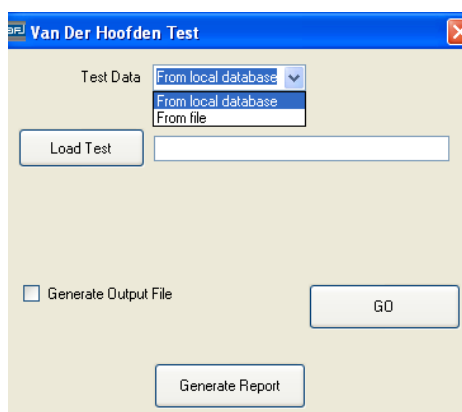 Van Der Hoofden Test
Test Data From local database
From local database
From file
Load Test
Generate Output File
GO
Generate Report